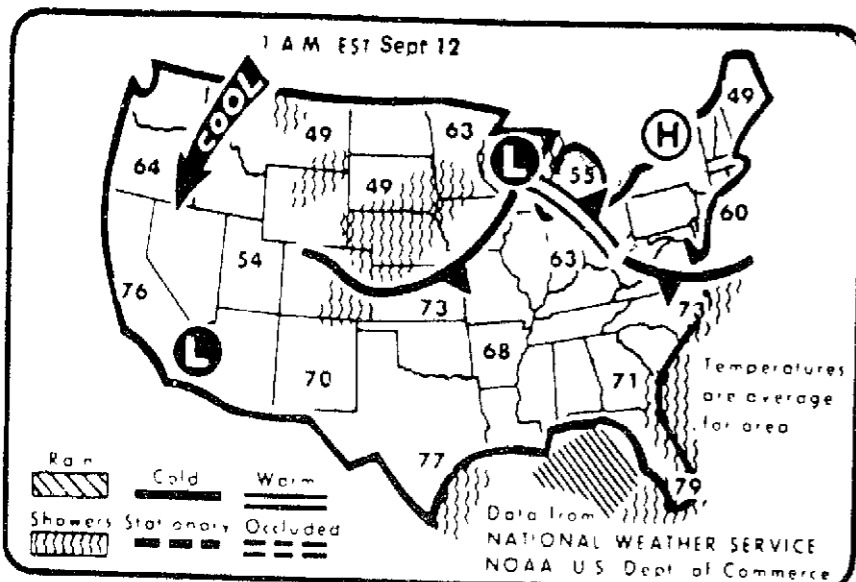 1 AM EST Sept 12
COOL
49
49
63
H
64
L
55
49
60
54
63
76
73
73
L
68
70
71
Temperatures
are average
for area
77
79
Rain
Cold
Warm
Showers
Stationary
Occluded
Data from
NATIONAL WEATHER SERVICE
NOAA US Dept of Commerce